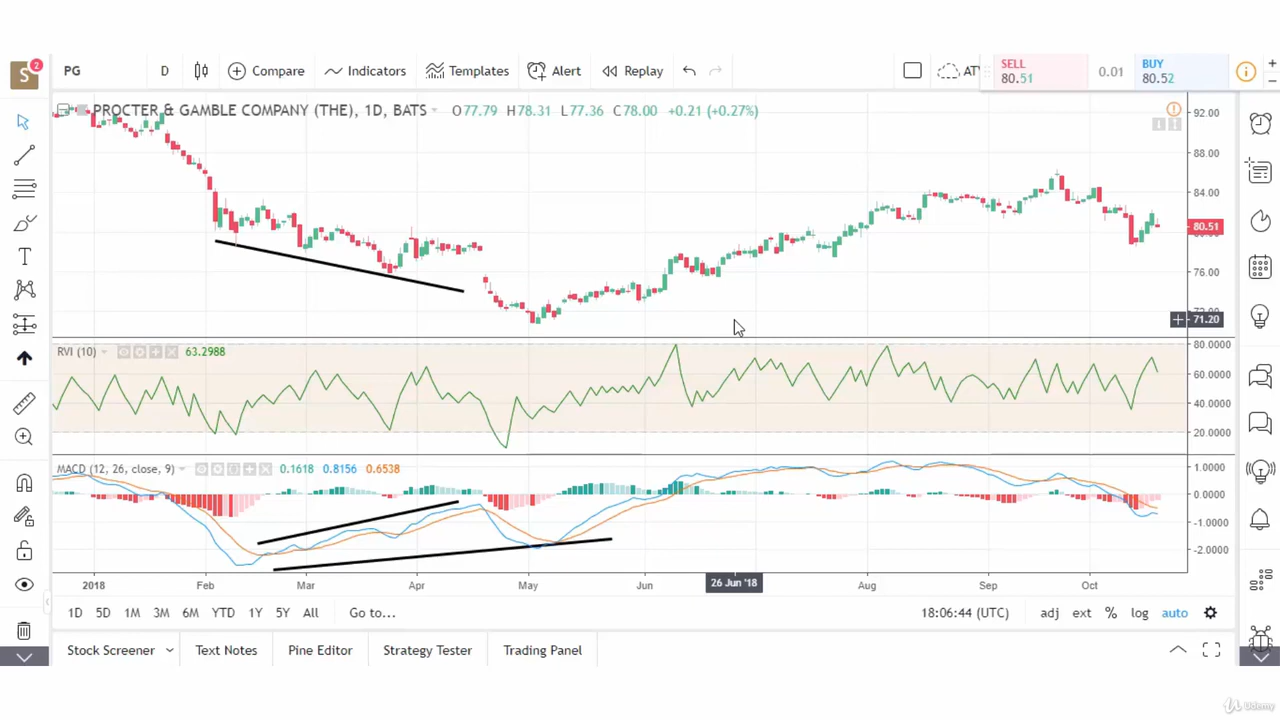 S 2 PG D Compare Indicators Templates Alert Replay
SELL 80.51 0.01 BUY 80.52
PROCTER & GAMBLE COMPANY (THE), 1D, BATS O77.79 H78.31 L77.36 C78.00 +0.21 (+0.27%)
92.00
88.00
84.00
80.51
76.00
71.20
RVI (10) 63.2988
80.0000
60.0000
40.0000
20.0000
MACD (12, 26, close, 9) 0.1618 0.8156 0.6538
1.0000
0.0000
-1.0000
-2.0000
2018 Feb Mar Apr May Jun 26 Jun '18 Aug Sep Oct
1D 5D 1M 3M 6M YTD 1Y 5Y All Go to... 18:06:44 (UTC) adj ext % log auto
Stock Screener Text Notes Pine Editor Strategy Tester Trading Panel
Udemy